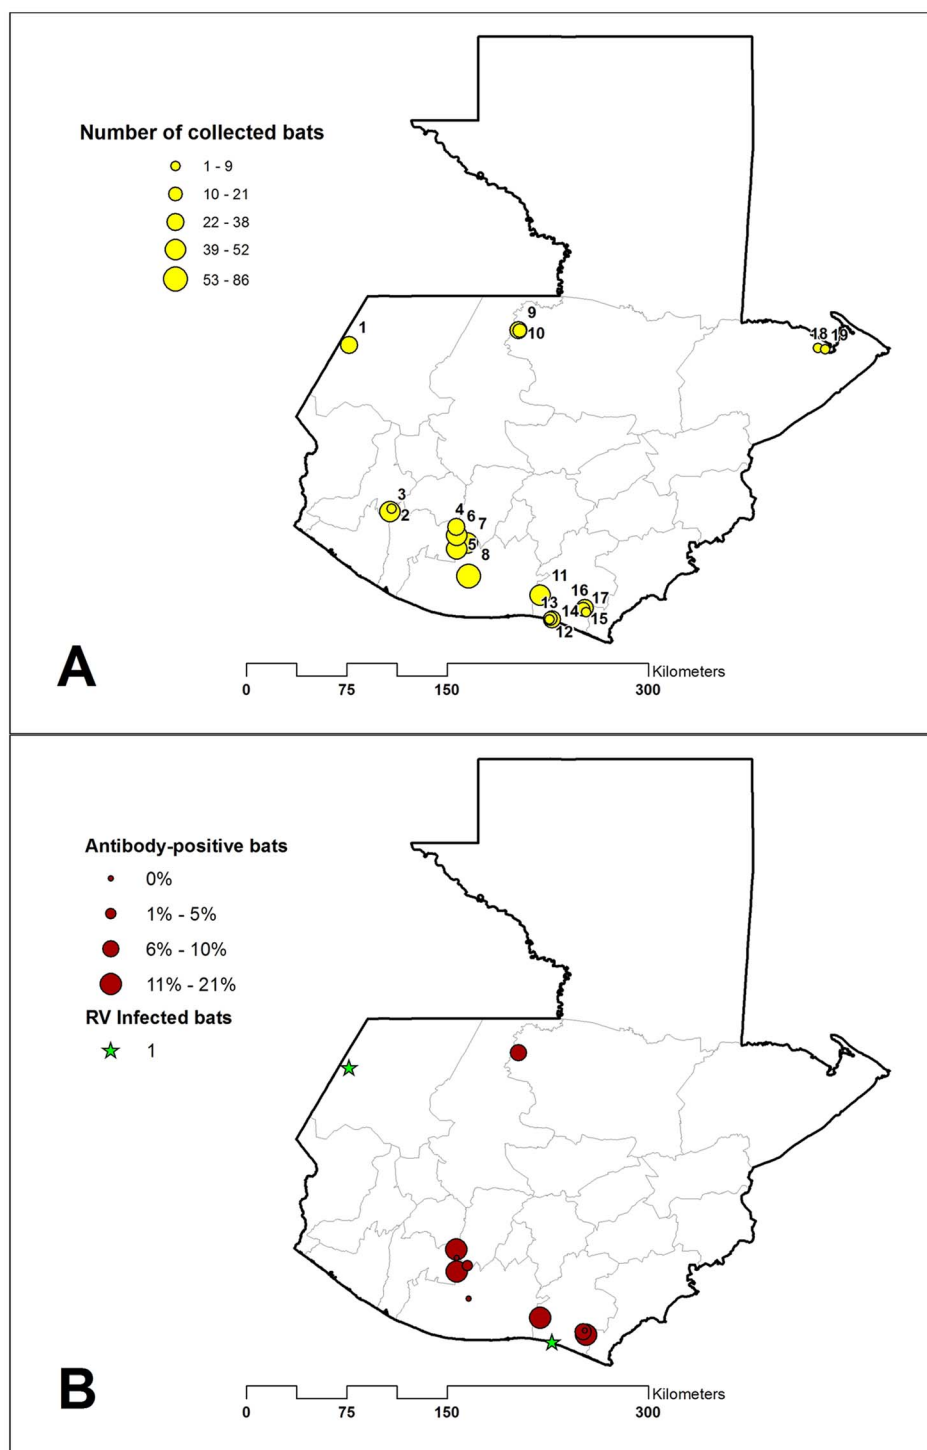 Number of collected bats
1 - 9
10 - 21
22 - 38
39 - 52
53 - 86
9
1
10
18 19
3
2
4
6
7
5
8
11
16
17
13
14
15
12
A
Kilometers
0 75 150 300
Antibody-positive bats
0%
1% - 5%
6% - 10%
11% - 21%
RV Infected bats
1
B
Kilometers
0 75 150 300